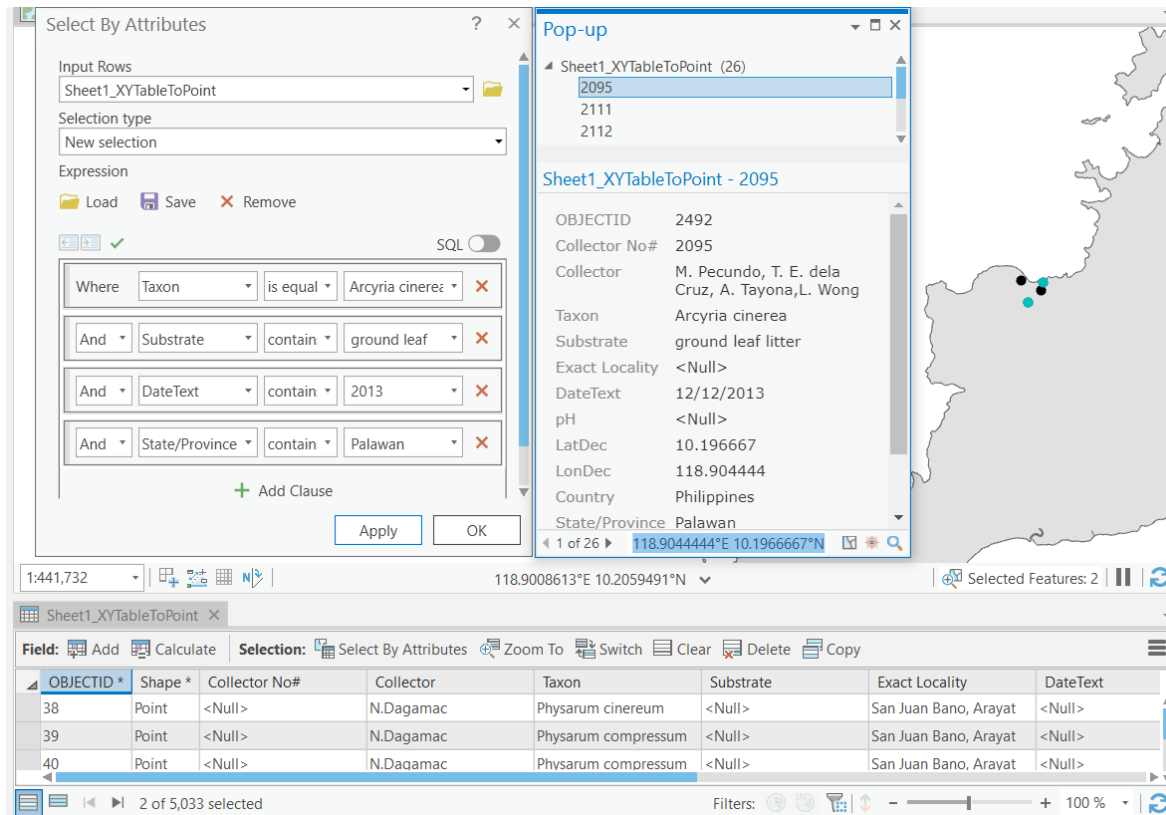 Select By Attributes ? ×
Input Rows
Sheet1_XYTableToPoint
Selection type
New selection
Expression
Load Save Remove
SQL
Where Taxon is equal Arcyria cinerea
And Substrate contain: ground leaf
And DateText contain: 2013
And State/Province contain: Palawan
+ Add Clause
Apply OK
Pop-up
Sheet1_XYTableToPoint (26)
2095
2111
2112
Sheet1_XYTableToPoint - 2095
OBJECTID 2492
Collector No# 2095
Collector M. Pecundo, T. E. dela
Cruz, A. Tayona,L. Wong
Taxon Arcyria cinerea
Substrate ground leaf litter
Exact Locality <Null>
DateText 12/12/2013
pH <Null>
LatDec 10.196667
LonDec 118.904444
Country Philippines
State/Province Palawan
1 of 26 118.9044444°E 10.1966667°N
1:441,732 118.9008613°E 10.2059491°N Selected Features: 2
Sheet1_XYTableToPoint ×
Field: Add Calculate Selection: Select By Attributes Zoom To Switch Clear Delete Copy
OBJECTID * Shape * Collector No# Collector Taxon Substrate Exact Locality DateText
38 Point <Null> N.Dagamac Physarum cinereum <Null> San Juan Bano, Arayat <Null>
39 Point <Null> N.Dagamac Physarum compressum <Null> San Juan Bano, Arayat <Null>
40 Point <Null> N.Dagamac Physarum compressum <Null> San Juan Bano, Arayat <Null>
2 of 5,033 selected Filters: − + 100 %